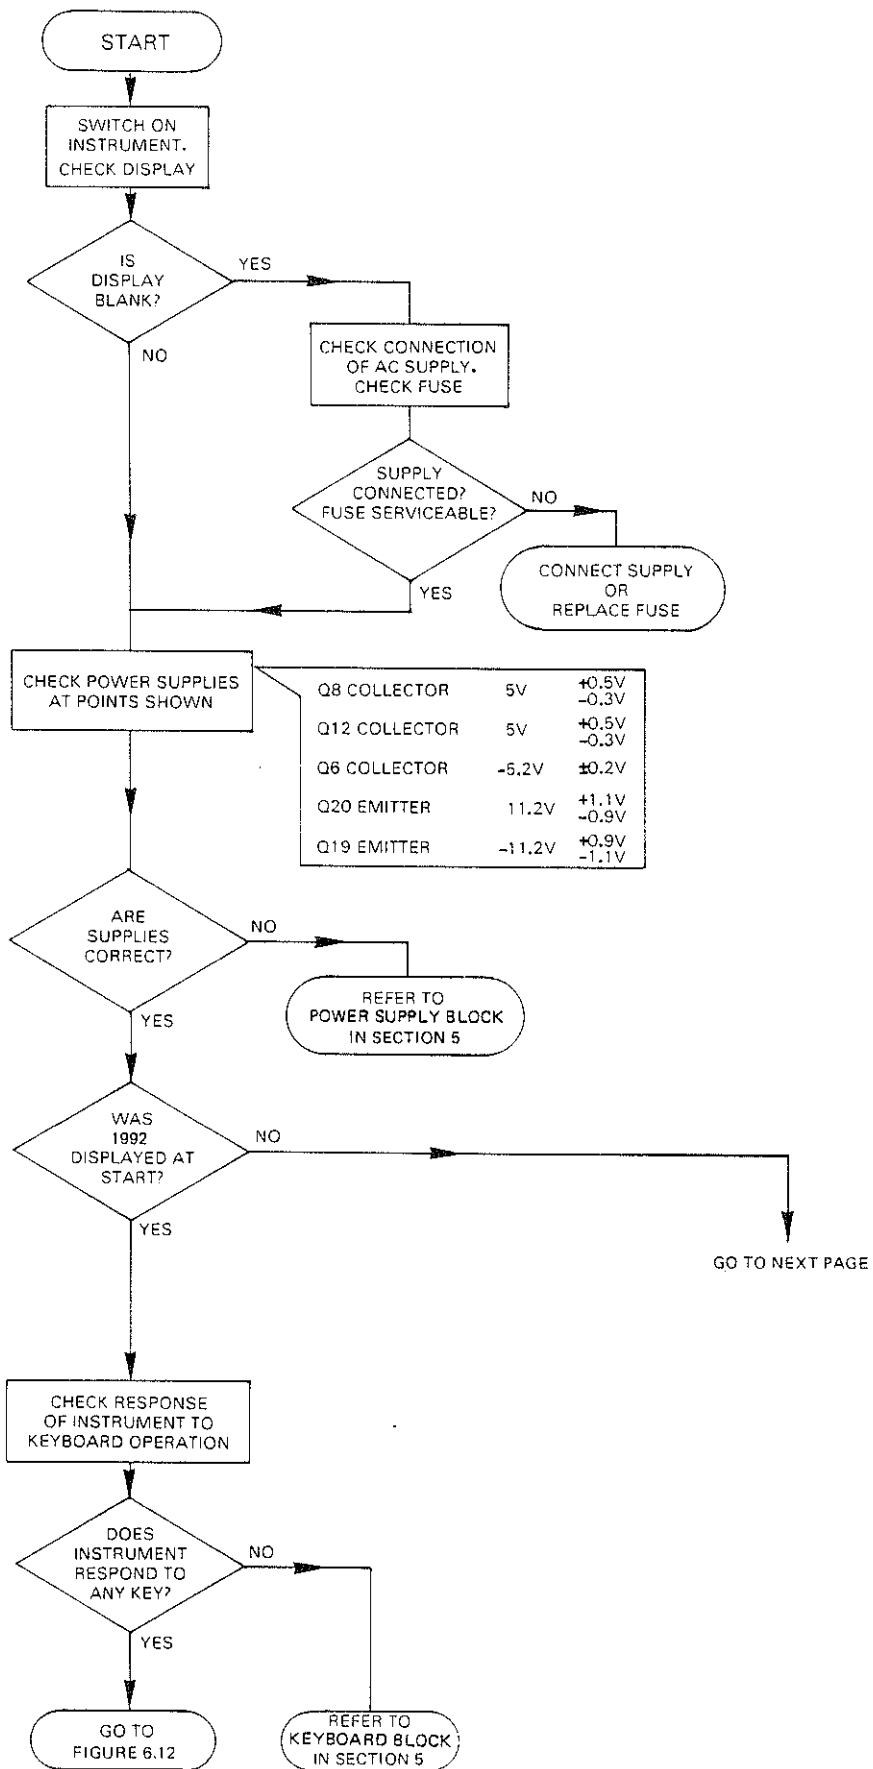 START
SWITCH ON
INSTRUMENT.
CHECK DISPLAY
IS
DISPLAY
BLANK?
YES
NO
CHECK CONNECTION
OF AC SUPPLY.
CHECK FUSE
SUPPLY
CONNECTED?
FUSE SERVICEABLE?
NO
YES
CONNECT SUPPLY
OR
REPLACE FUSE
CHECK POWER SUPPLIES
AT POINTS SHOWN
Q8 COLLECTOR 5V +0.5V
-0.3V
Q12 COLLECTOR 5V +0.5V
-0.3V
Q6 COLLECTOR -5.2V ±0.2V
Q20 EMITTER 11.2V +1.1V
-0.9V
Q19 EMITTER -11.2V +0.9V
-1.1V
ARE
SUPPLIES
CORRECT?
NO
YES
REFER TO
POWER SUPPLY BLOCK
IN SECTION 5
WAS
1992
DISPLAYED AT
START?
NO
YES
GO TO NEXT PAGE
CHECK RESPONSE
OF INSTRUMENT TO
KEYBOARD OPERATION
DOES
INSTRUMENT
RESPOND TO
ANY KEY?
NO
YES
GO TO
FIGURE 6.12
REFER TO
KEYBOARD BLOCK
IN SECTION 5